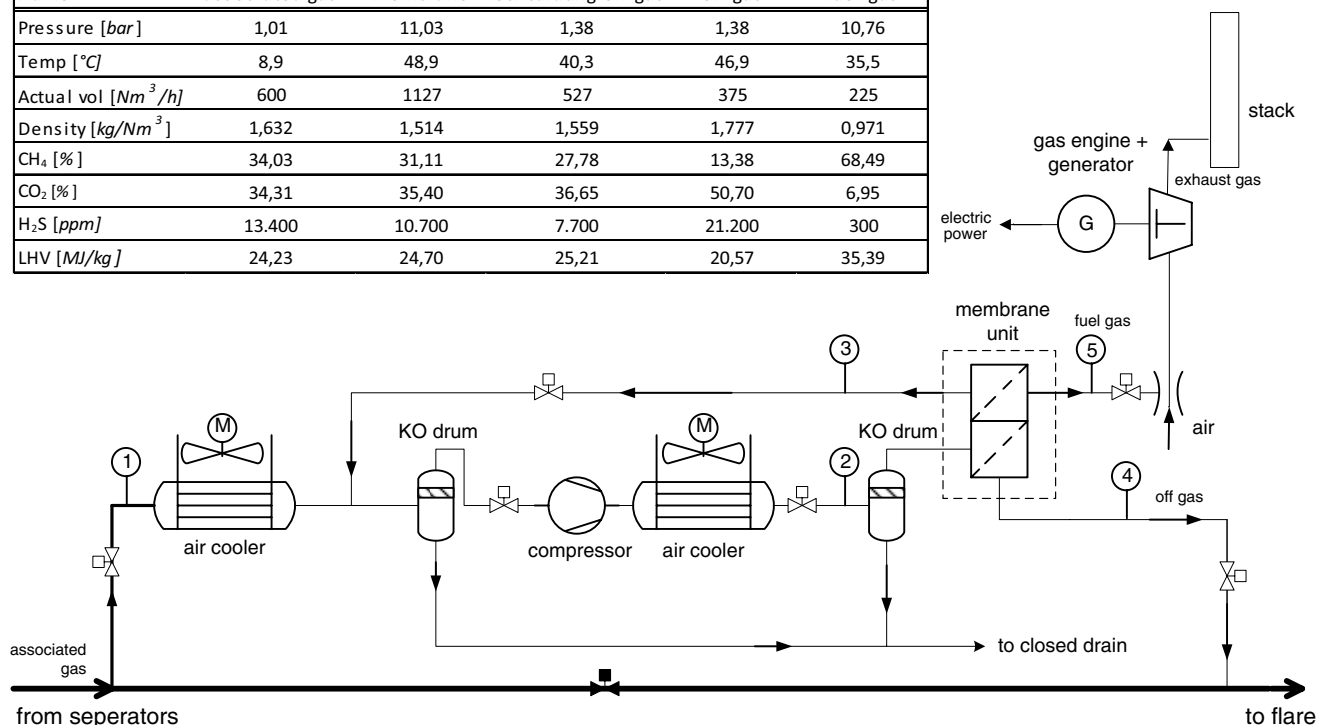 Pressure [bar] 1,01 11,03 1,38 1,38 10,76
Temp [°C] 8,9 48,9 40,3 46,9 35,5
Actual vol [Nm³/h] 600 1127 527 375 225
Density [kg/Nm³] 1,632 1,514 1,559 1,777 0,971
CH₄ [%] 34,03 31,11 27,78 13,38 68,49
CO₂ [%] 34,31 35,40 36,65 50,70 6,95
H₂S [ppm] 13.400 10.700 7.700 21.200 300
LHV [MJ/kg] 24,23 24,70 25,21 20,57 35,39
stack
gas engine +
generator
exhaust gas
electric
power
G
membrane
unit
fuel gas
3
5
air
M
KO drum
M
KO drum
1
2
4
off gas
air cooler
compressor
air cooler
associated
gas
to closed drain
from seperators
to flare